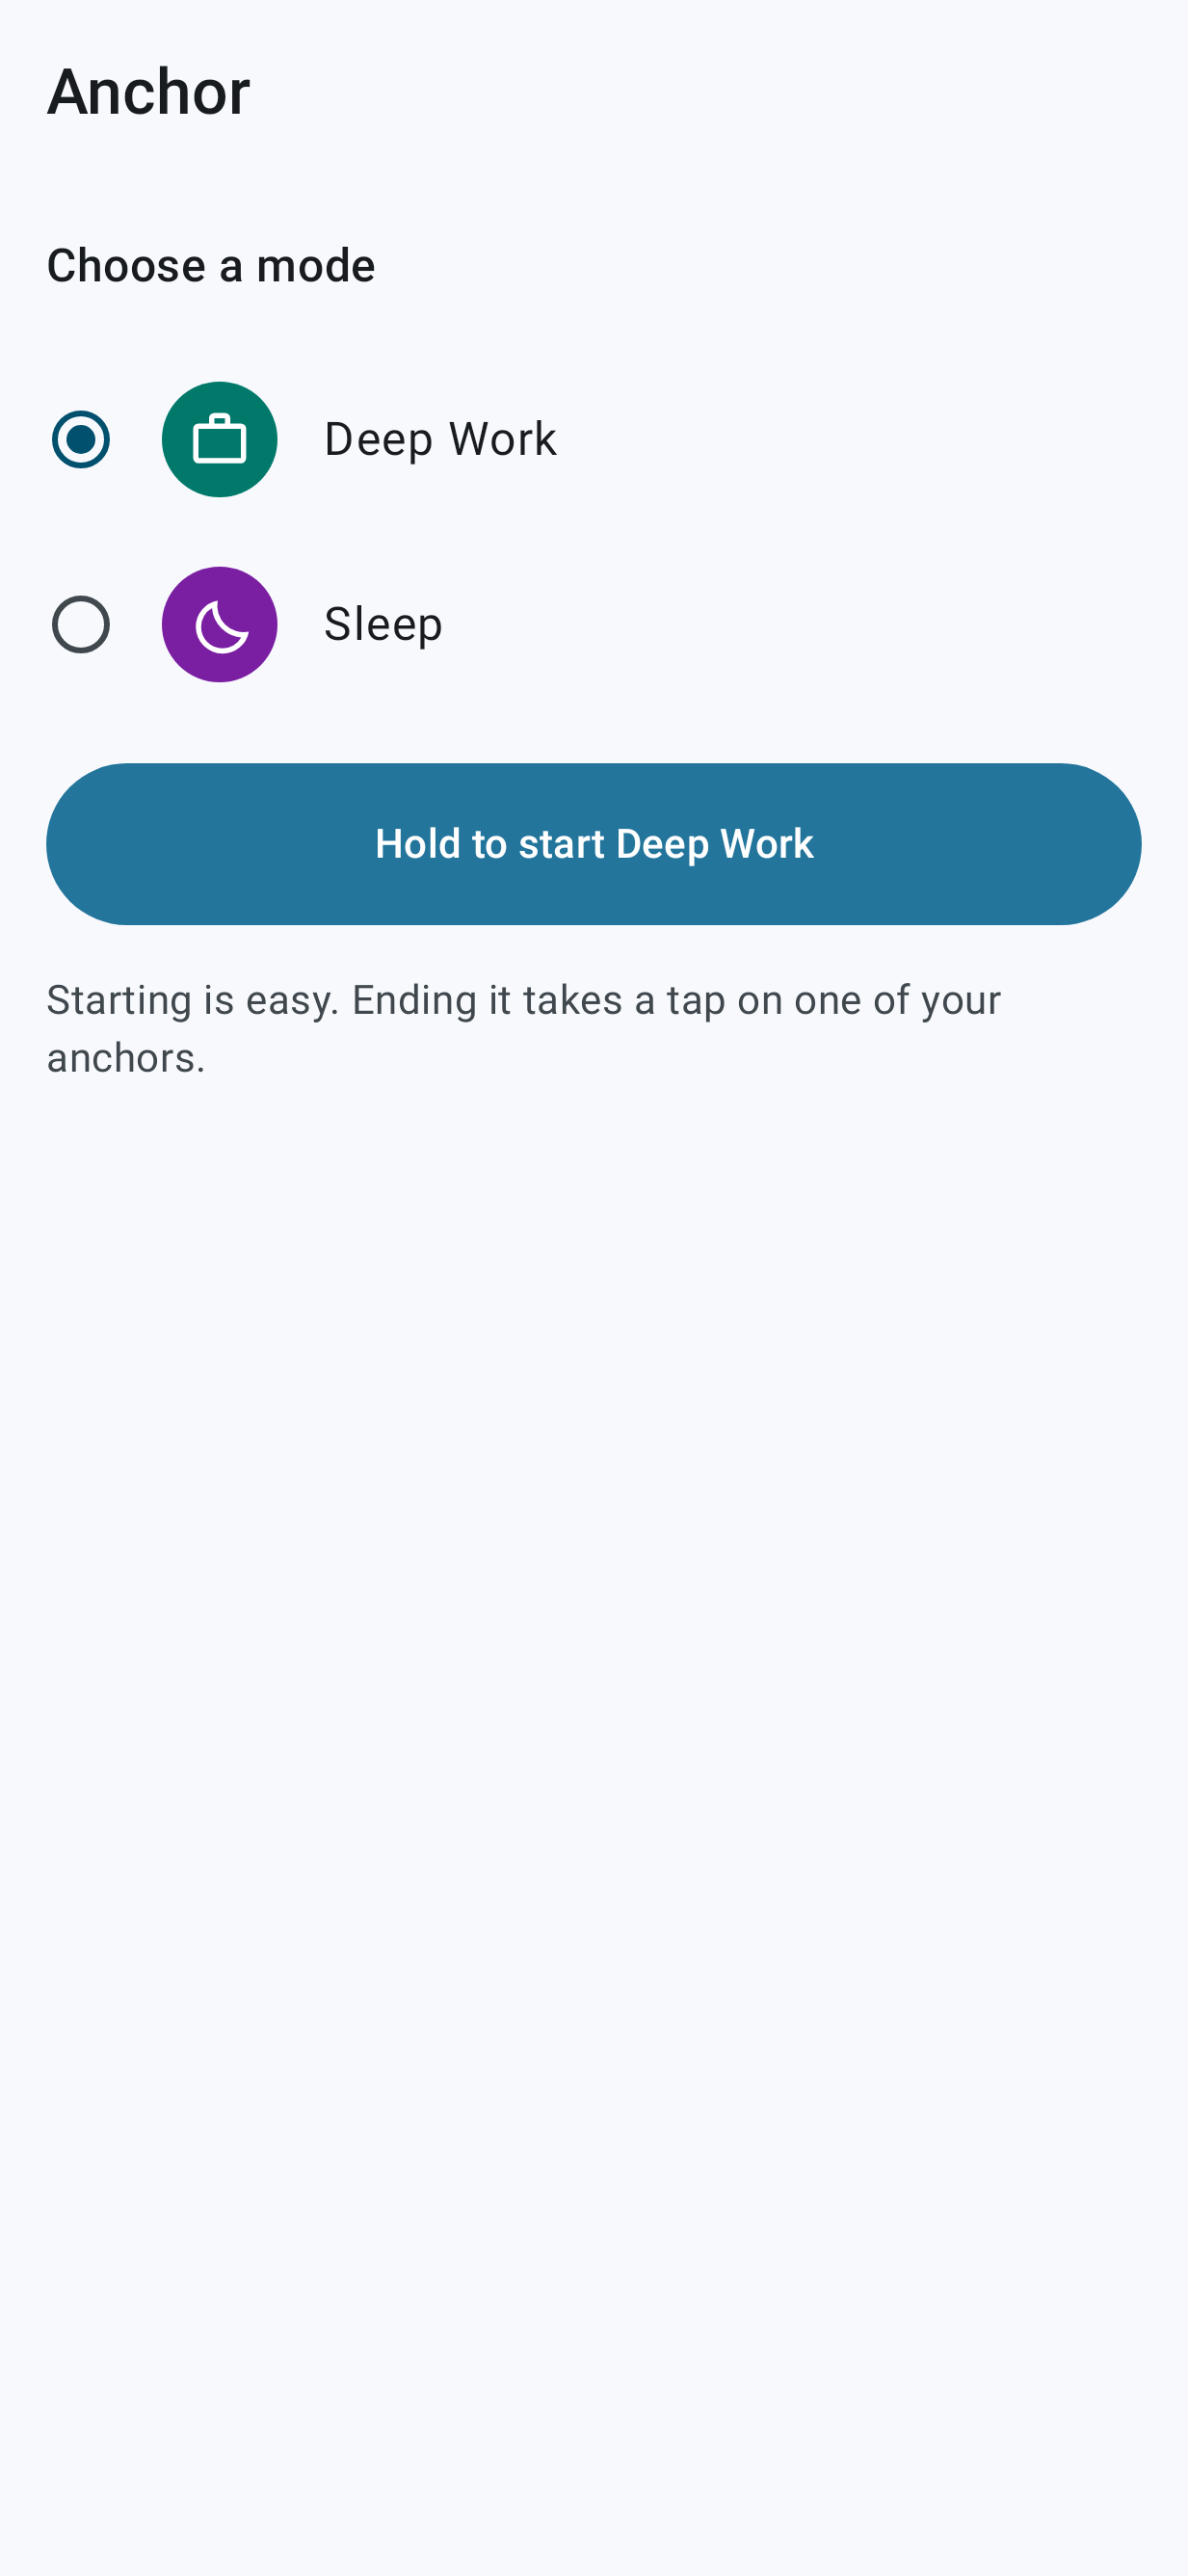 Anchor
Choose a mode
Deep Work
Sleep
Hold to start Deep Work
Starting is easy. Ending it takes a tap on one of your
anchors.